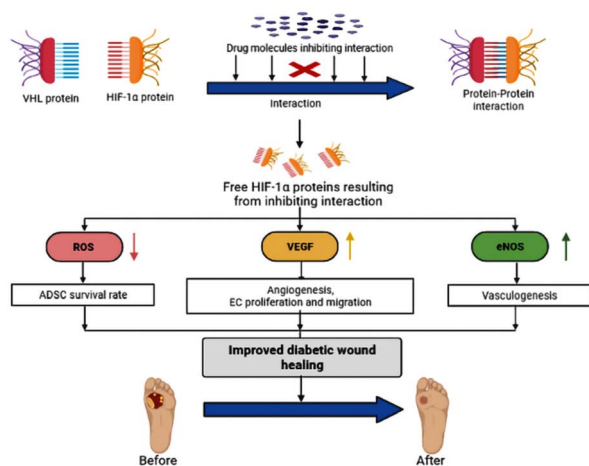 Drug molecules inhibiting interaction
VHL protein
HIF-1α protein
Interaction
Protein-Protein
interaction
Free HIF-1α proteins resulting
from inhibiting interaction
ROS
VEGF
eNOS
ADSC survival rate
Angiogenesis,
EC proliferation and migration
Vasculogenesis
Improved diabetic wound
healing
Before
After